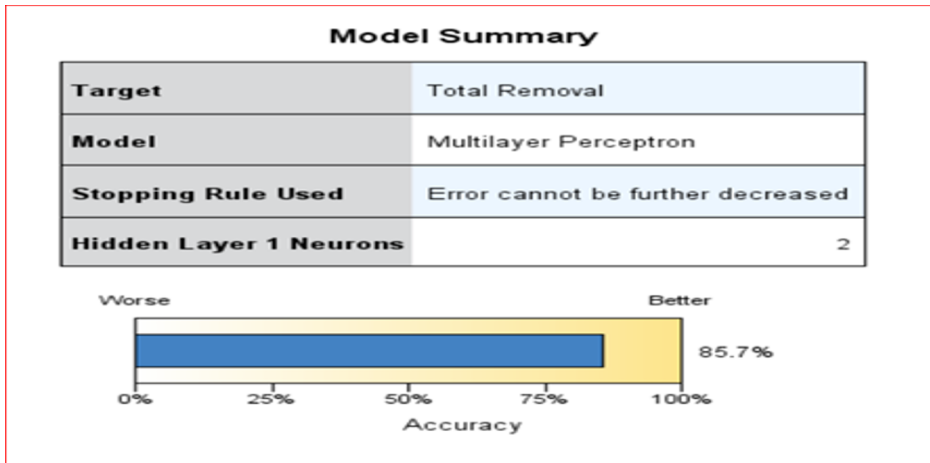 Model Summary
Target Total Removal
Model Multilayer Perceptron
Stopping Rule Used Error cannot be further decreased
Hidden Layer 1 Neurons 2
Worse Better
85.7%
0% 25% 50% 75% 100%
Accuracy